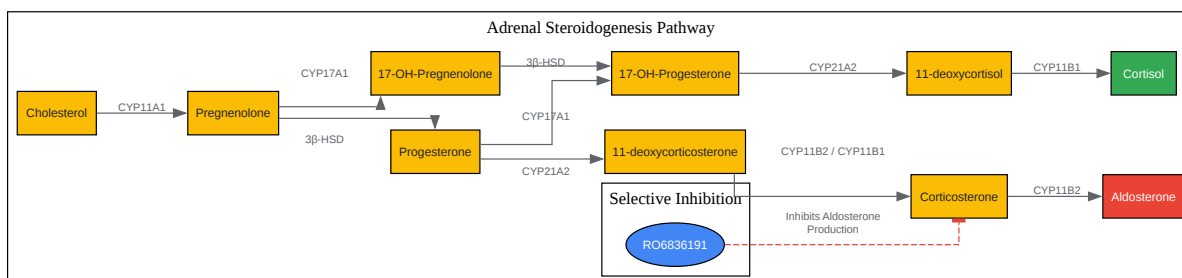 Adrenal Steroidogenesis Pathway
CYP17A1
17-OH-Pregnenolone
3β-HSD
17-OH-Progesterone
CYP21A2
11-deoxycortisol
CYP11B1
Cortisol
Cholesterol
CYP11A1
Pregnenolone
3β-HSD
Progesterone
CYP17A1
CYP21A2
11-deoxycorticosterone
CYP11B2 / CYP11B1
Corticosterone
CYP11B2
Aldosterone
Selective Inhibition
RO6836191
Inhibits Aldosterone
Production